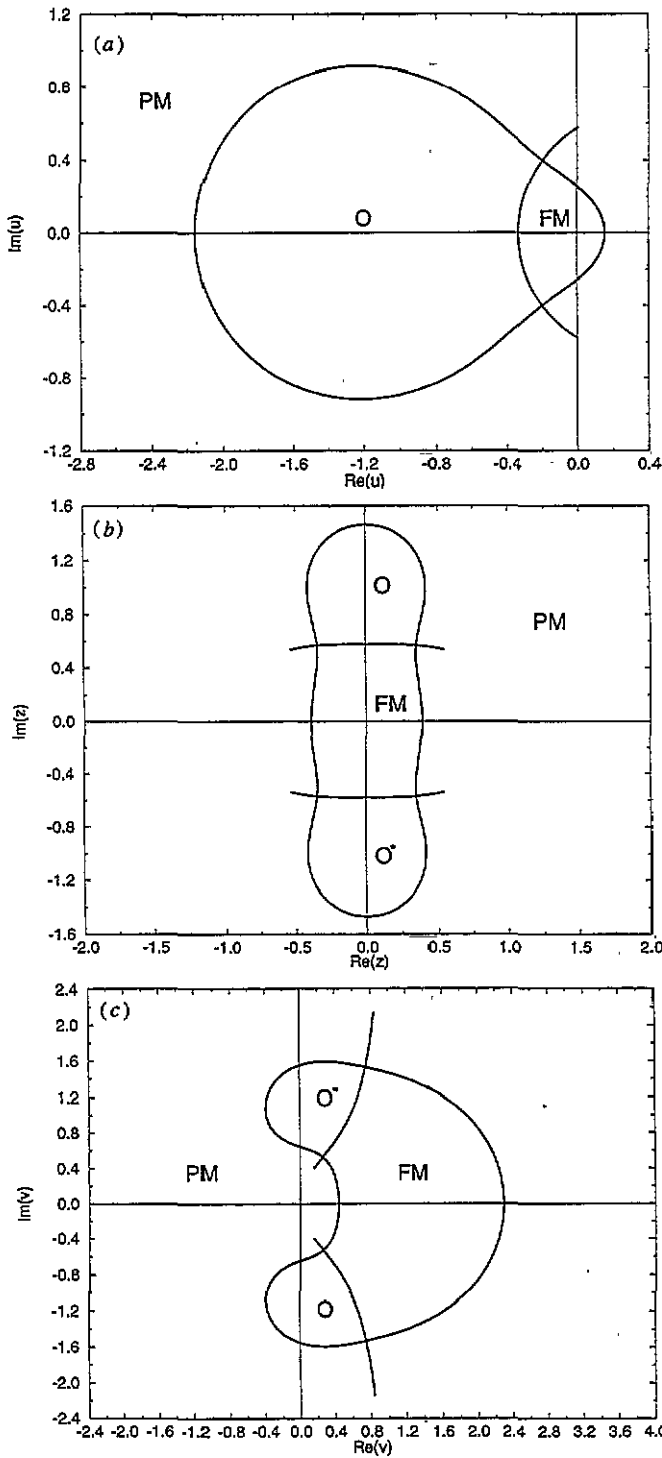 (a)
1.2
0.8
0.4
0.0
-0.4
-0.8
-1.2
Im(u)
PM
O
FM
-2.8 -2.4 -2.0 -1.6 -1.2 -0.8 -0.4 0.0 0.4
Re(u)
(b)
1.6
1.2
0.8
0.4
0.0
-0.4
-0.8
-1.2
-1.6
Im(z)
O
PM
FM
O*
-2.0 -1.5 -1.0 -0.5 0.0 0.5 1.0 1.5 2.0
Re(z)
(c)
2.4
2.0
1.6
1.2
0.8
0.4
0.0
-0.4
-0.8
-1.2
-1.6
-2.0
-2.4
Im(v)
O*
PM
FM
O
-2.4 -2.0 -1.6 -1.2 -0.8 -0.4 0.0 0.4 0.8 1.2 1.6 2.0 2.4 2.8 3.2 3.6 4.0
Re(v)